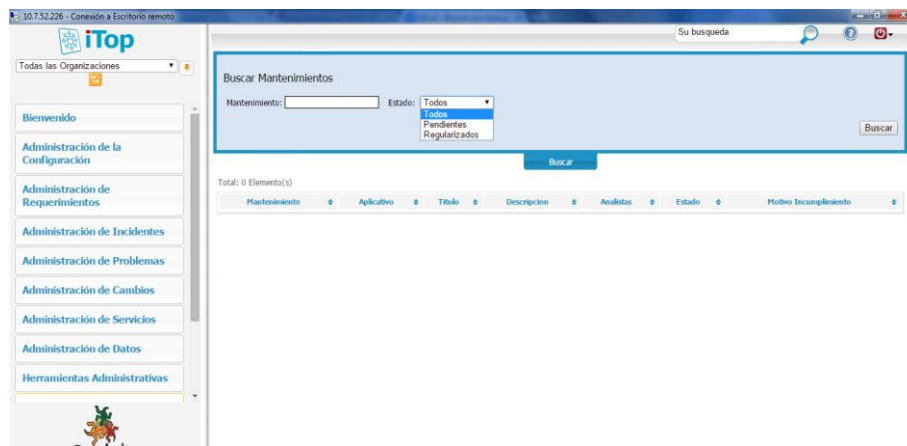 10.7.52.226 - Conexión a Escritorio remoto
iTop
Todas las Organizaciones
Su busqueda
Buscar Mantenimientos
Mantenimiento:
Estado:
Todos
Todos
Pendientes
Regularizados
Buscar
Buscar
Bienvenido
Administración de la
Configuración
Administración de
Requerimientos
Administración de Incidentes
Administración de Problemas
Administración de Cambios
Administración de Servicios
Administración de Datos
Herramientas Administrativas
Total: 0 Elemento(s)
Mantenimiento Aplicativo Titulo Descripcion Analistas Estado Motivo Incumplimiento